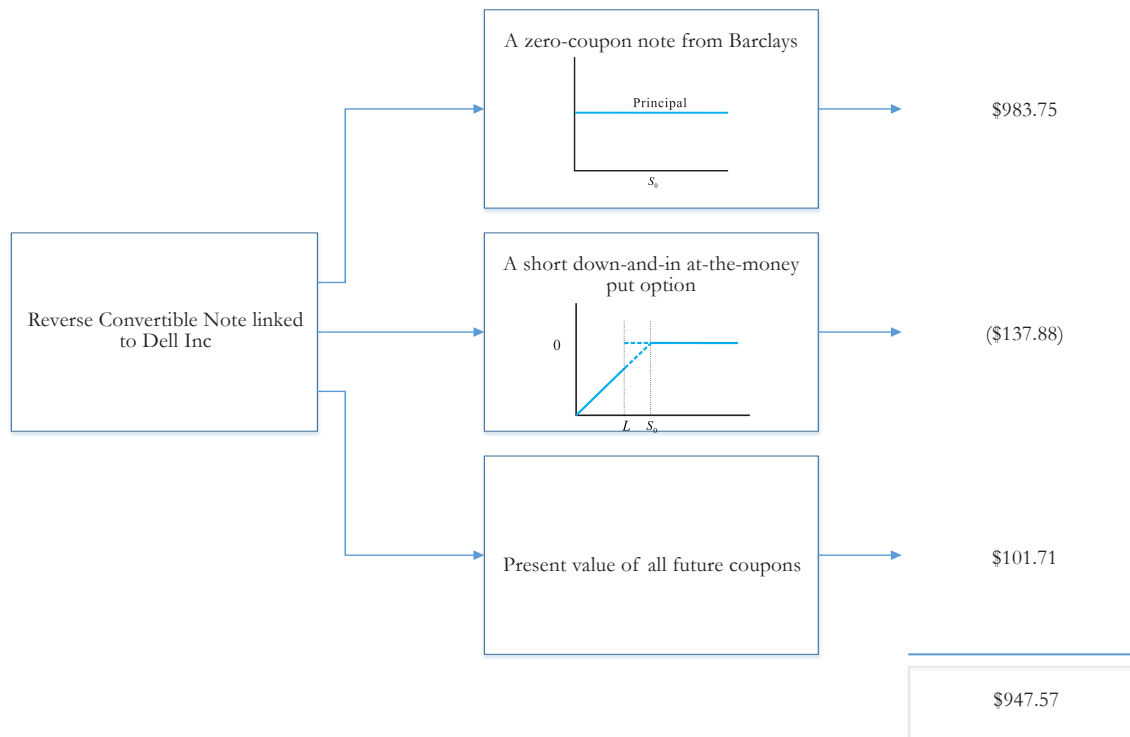 A zero-coupon note from Barclays
Principal
S₀
$983.75
Reverse Convertible Note linked
to Dell Inc
A short down-and-in at-the-money
put option
0
L S₀
($137.88)
Present value of all future coupons
$101.71
$947.57